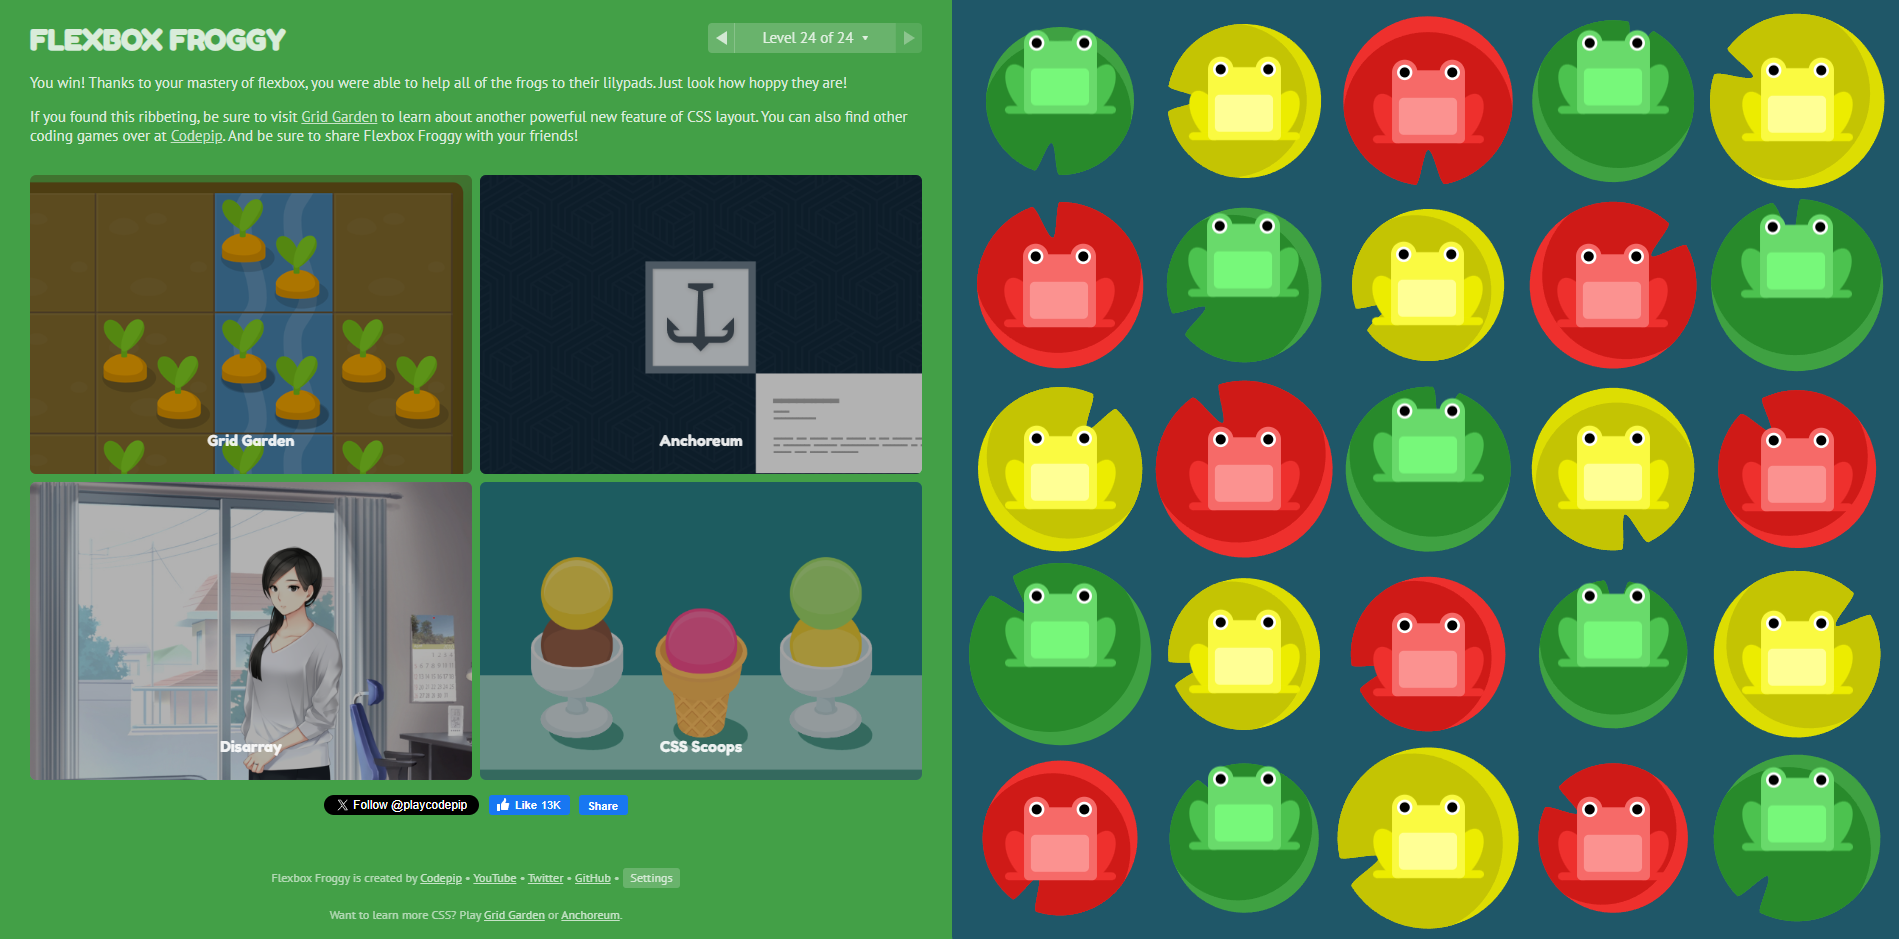 FLEXBOX FROGGY
Level 24 of 24
You win! Thanks to your mastery of flexbox, you were able to help all of the frogs to their lilypads. Just look how hoppy they are!
If you found this ribbeting, be sure to visit Grid Garden to learn about another powerful new feature of CSS layout. You can also find other
coding games over at Codepip. And be sure to share Flexbox Froggy with your friends!
Grid Garden
Anchoreum
Disarray
CSS Scoops
Follow @playcodepip
Like 13K
Share
Flexbox Froggy is created by Codepip • YouTube • Twitter • GitHub • Settings
Want to learn more CSS? Play Grid Garden or Anchoreum.